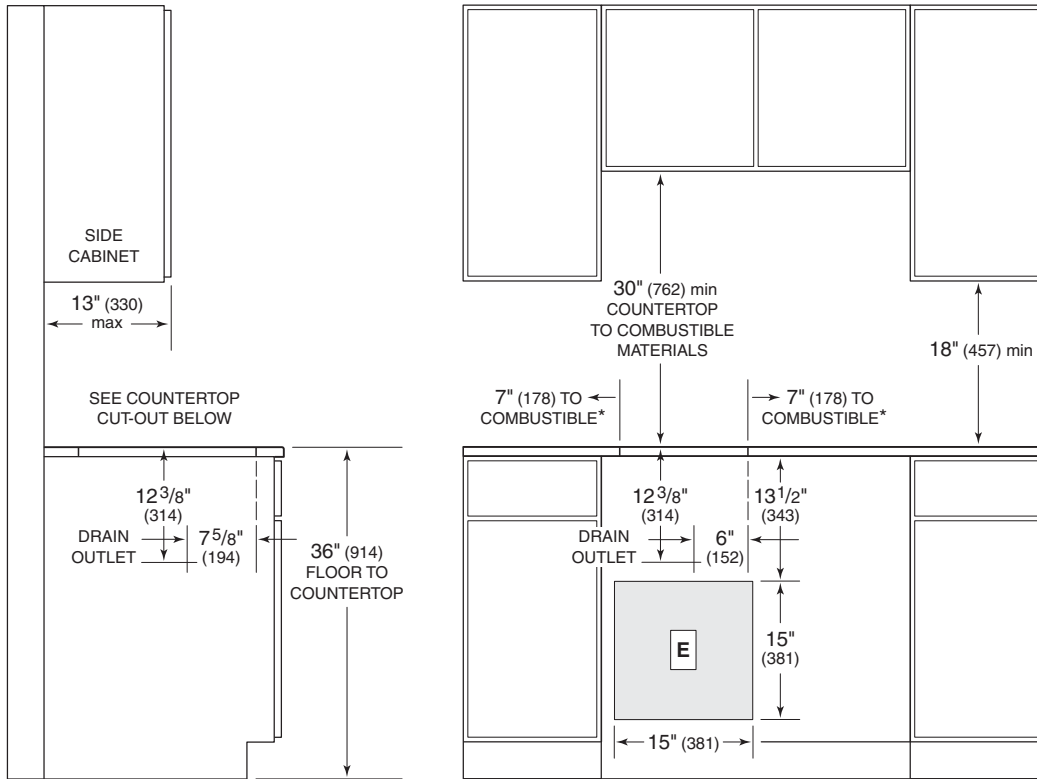 SIDE
CABINET
13" (330)
max
SEE COUNTERTOP
CUT-OUT BELOW
12 3/8"
(314)
DRAIN
OUTLET
7 5/8"
(194)
36" (914)
FLOOR TO
COUNTERTOP
30" (762) min
COUNTERTOP
TO COMBUSTIBLE
MATERIALS
18" (457) min
7" (178) TO
COMBUSTIBLE*
7" (178) TO
COMBUSTIBLE*
12 3/8"
(314)
13 1/2"
(343)
DRAIN
OUTLET
6"
(152)
E
15"
(381)
15" (381)